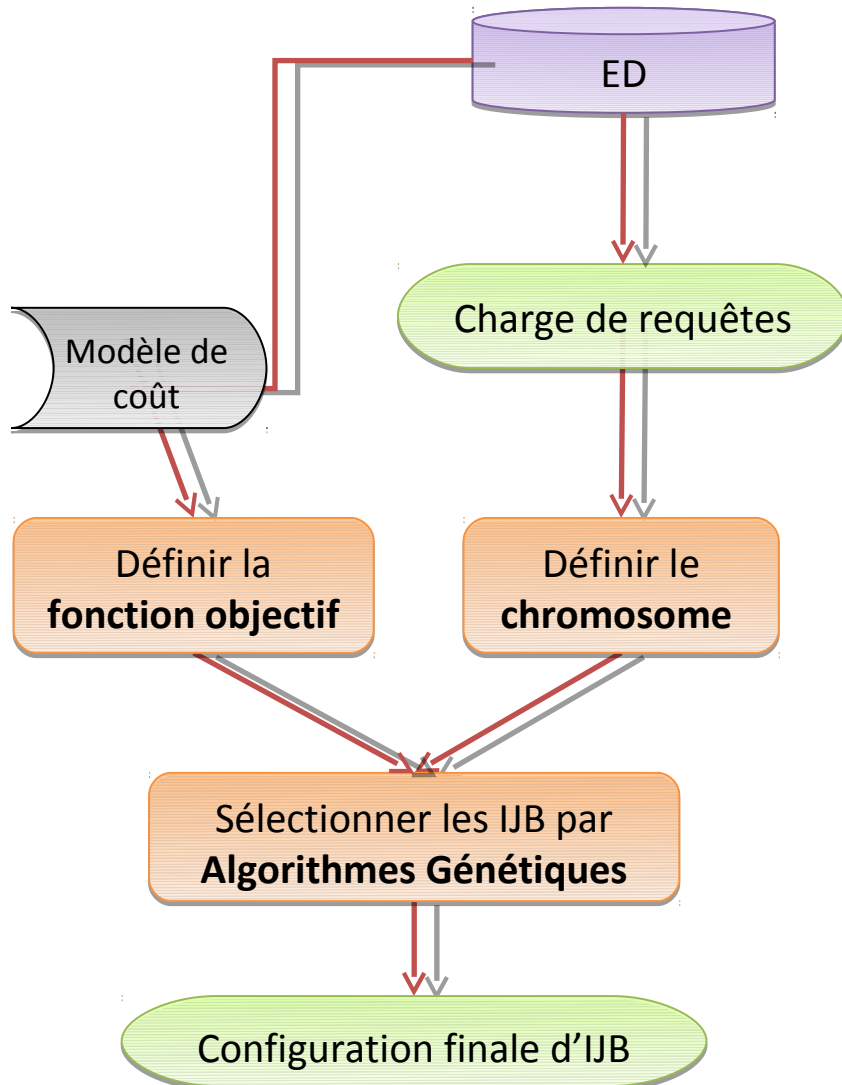 ED
Charge de requêtes
Modèle de
coût
Définir la
fonction objectif
Définir le
chromosome
Sélectionner les IJB par
Algorithmes Génétiques
Configuration finale d’IJB